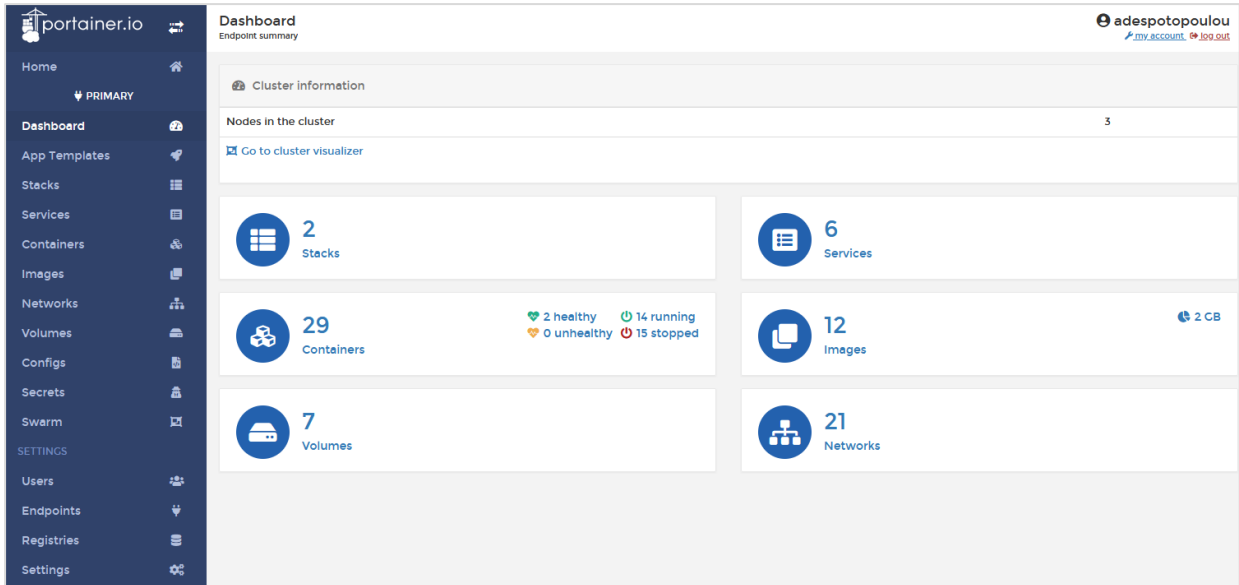 portainer.io
Home
PRIMARY
Dashboard
App Templates
Stacks
Services
Containers
Images
Networks
Volumes
Configs
Secrets
Swarm
SETTINGS
Users
Endpoints
Registries
Settings
Dashboard
Endpoint summary
adespotopoulou
my account log out
Cluster information
Nodes in the cluster 3
Go to cluster visualizer
2
Stacks
6
Services
29
Containers
2 healthy 14 running
0 unhealthy 15 stopped
12
Images
2 GB
7
Volumes
21
Networks